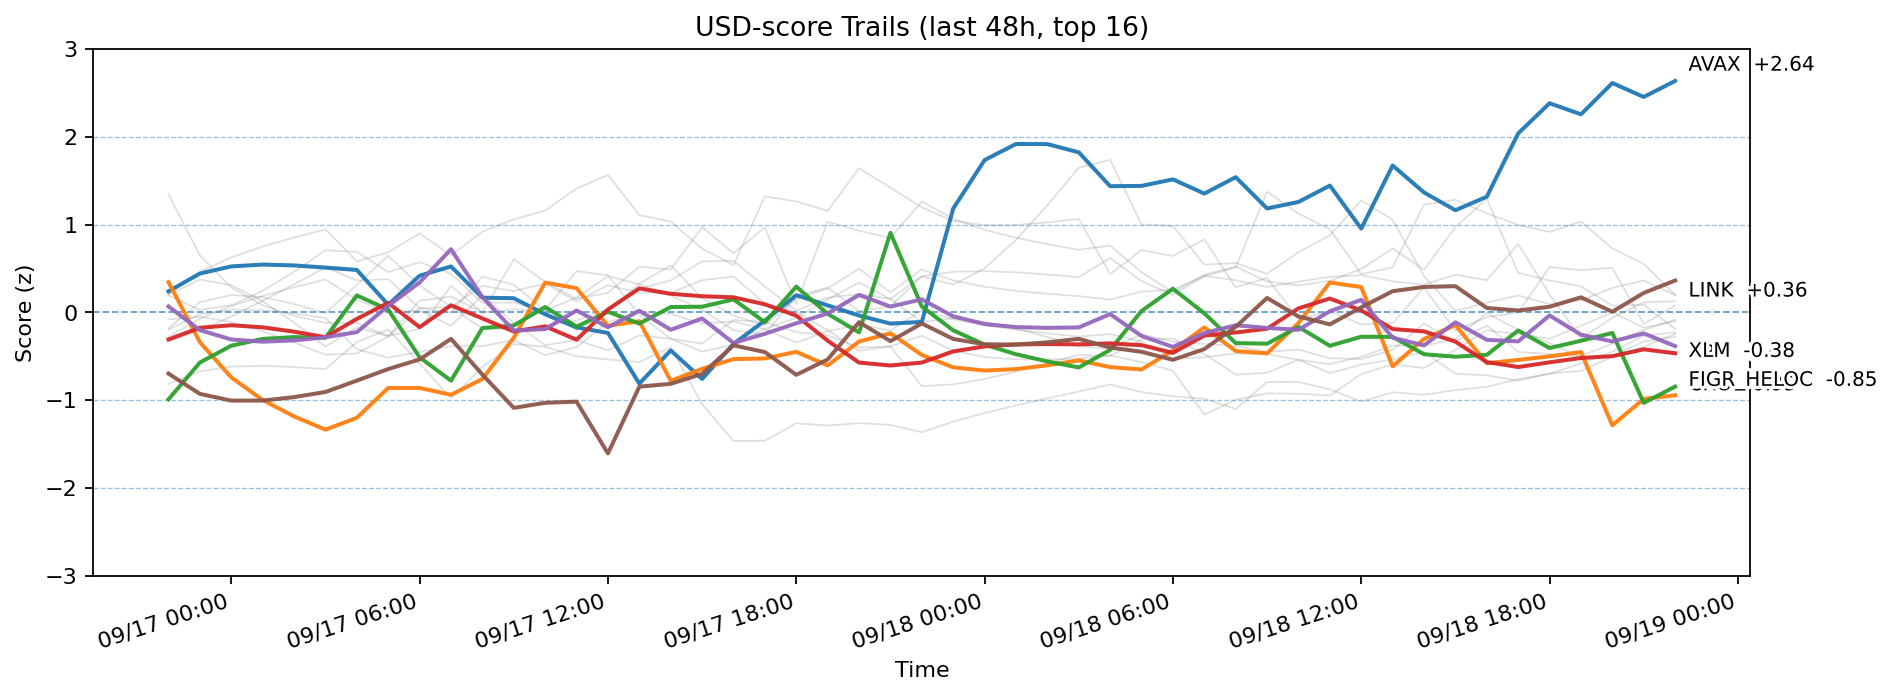 USD-score Trails (last 48h, top 16)
3
2
1
0
−1
−2
−3
Score (z)
AVAX +2.64
LINK +0.36
XLM -0.38
FIGR_HELOC -0.85
09/17 00:00
09/17 06:00
09/17 12:00
09/17 18:00
09/18 00:00
09/18 06:00
09/18 12:00
09/18 18:00
09/19 00:00
Time